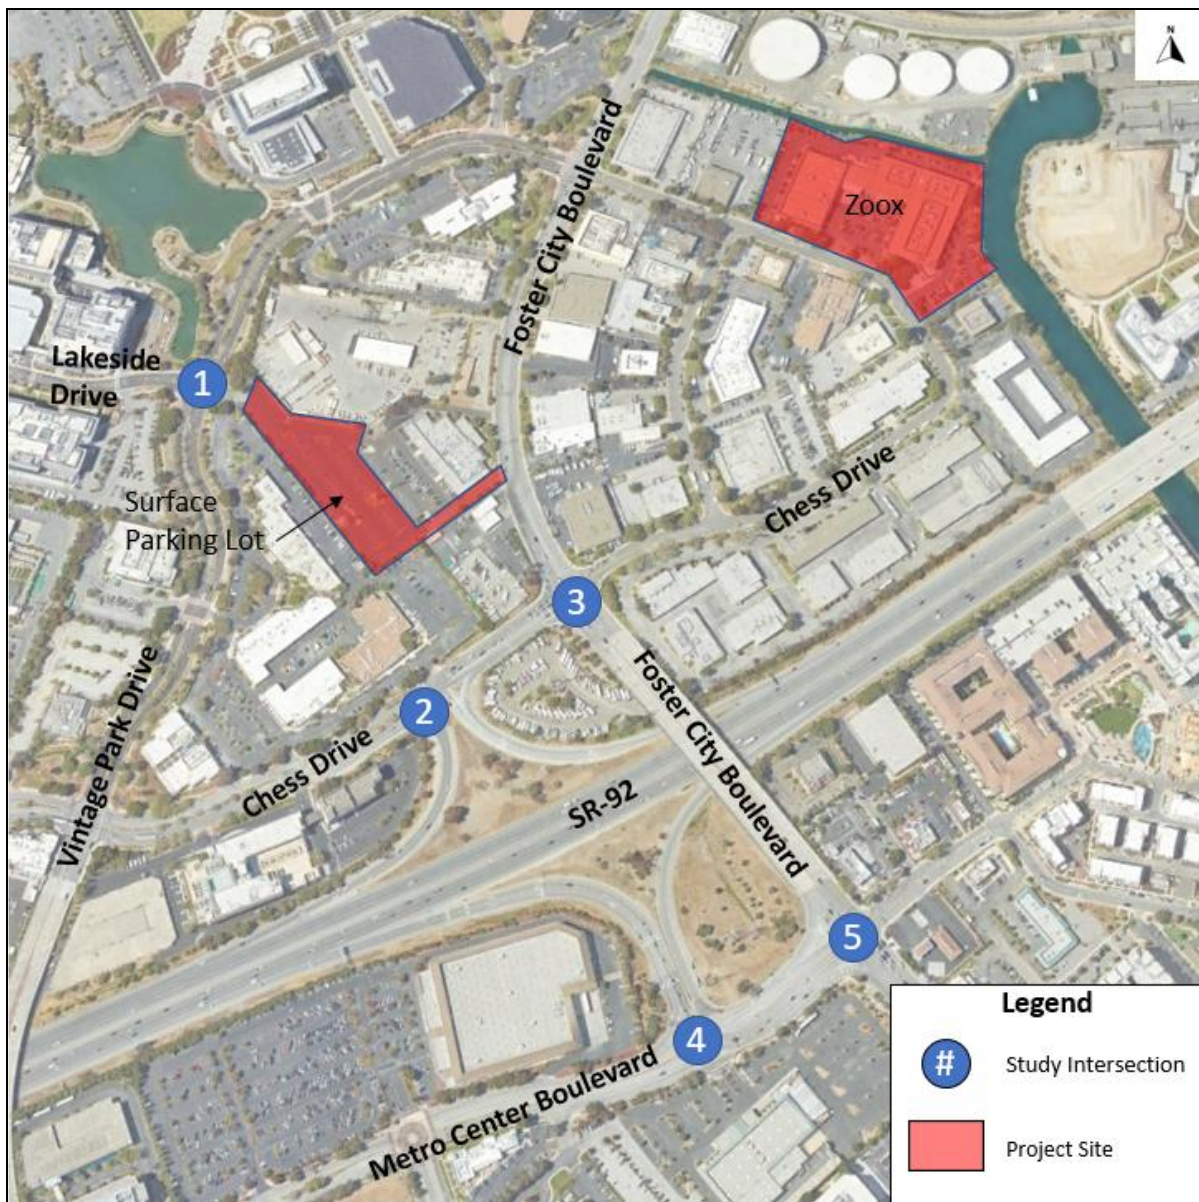 N
Foster City Boulevard
Zoox
Lakeside
Drive
1
Surface
Parking Lot
Chess Drive
3
Foster City Boulevard
Vintage Park Drive
2
Chess Drive
SR-92
5
4
Metro Center Boulevard
Legend
# Study Intersection
Project Site